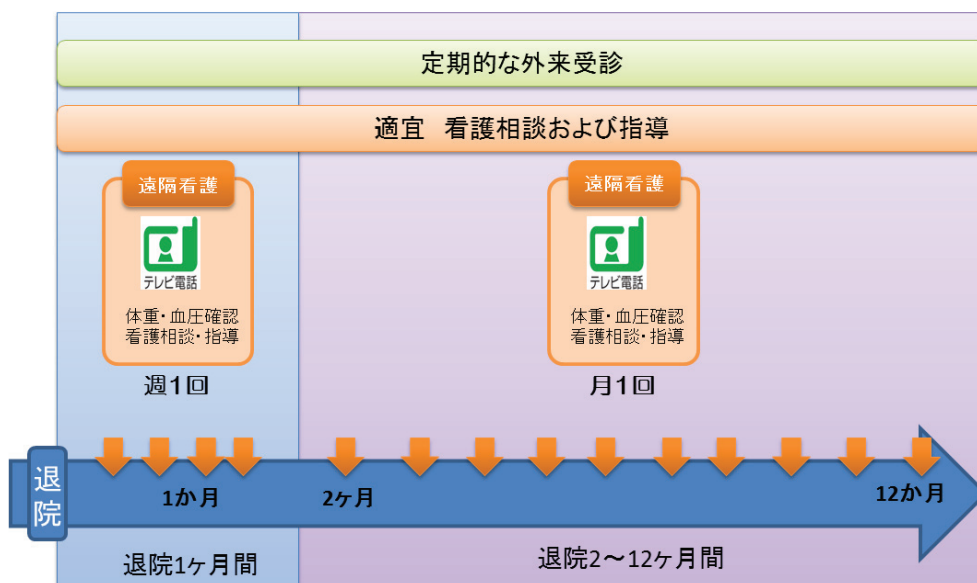 定期的な外来受診
適宜　看護相談および指導
遠隔看護
テレビ電話
体重・血圧確認
看護相談・指導
週1回
遠隔看護
テレビ電話
体重・血圧確認
看護相談・指導
月1回
退院
1か月
2ヶ月
12か月
退院1ヶ月間
退院2～12ヶ月間